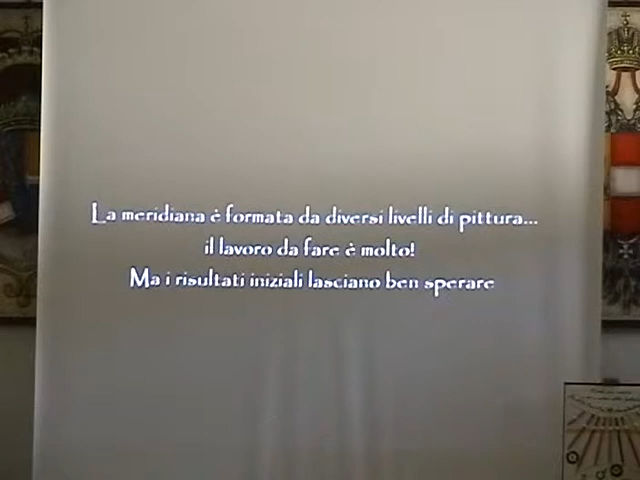 La meridiana è formata da diversi livelli di pittura...
il lavoro da fare è molto!
Ma i risultati iniziali lasciano ben sperare